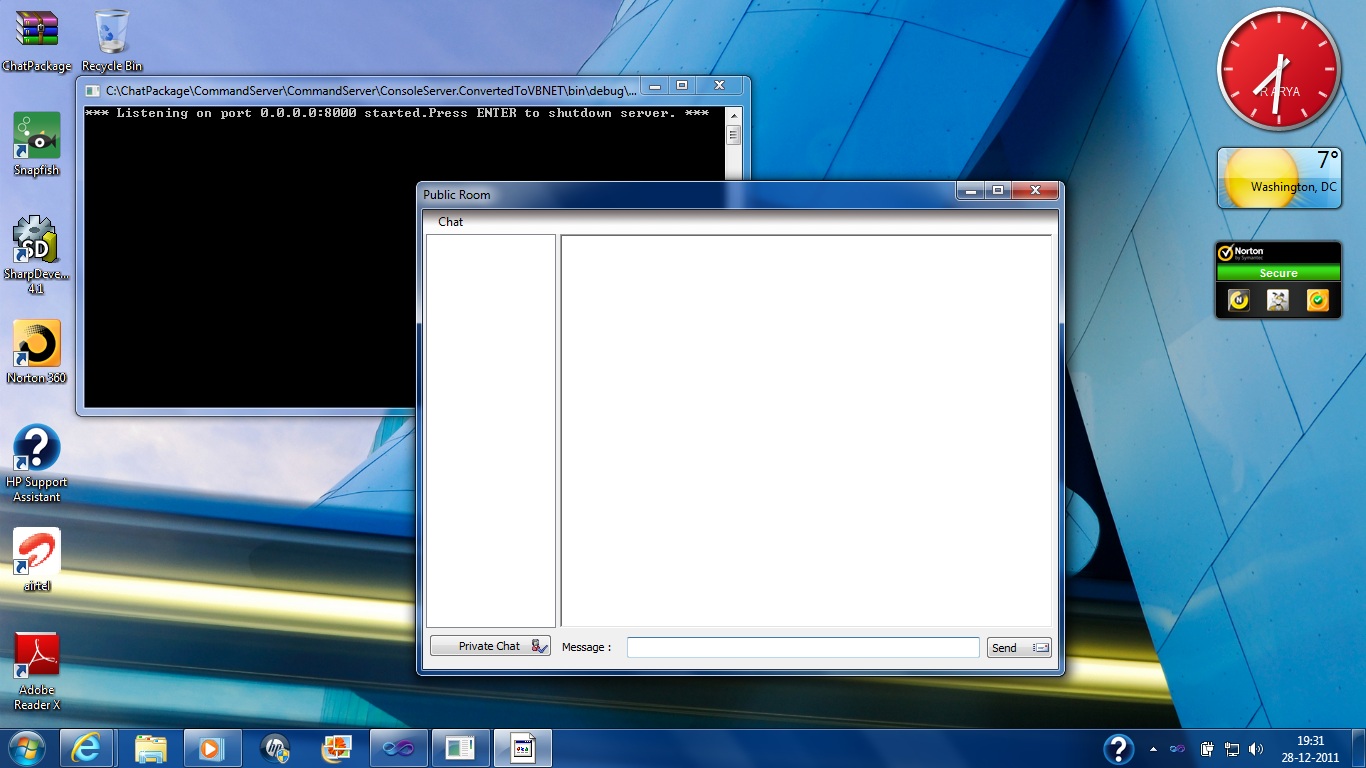 ChatPackage
Recycle Bin
Snapfish
SD
SharpDeve...
4.1
Norton 360
HP Support
Assistant
airtel
Adobe
Reader X
C:\ChatPackage\CommandServer\CommandServer\ConsoleServer.ConvertedToVBNET\bin\debug\...
*** Listening on port 0.0.0.0:8000 started.Press ENTER to shutdown server. ***
Public Room
Chat
Private Chat
Message :
Send
R ARYA
7°
Washington, DC
Norton
by Symantec
Secure
19:31
28-12-2011